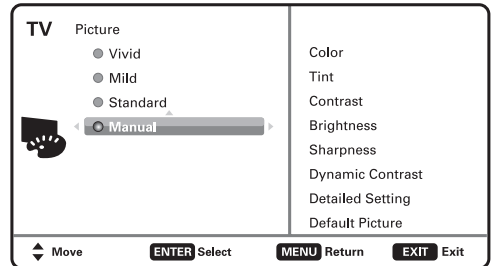 TV
Picture
Vivid
Mild
Standard
Manual
Color
Tint
Contrast
Brightness
Sharpness
Dynamic Contrast
Detailed Setting
Default Picture
Move ENTER Select MENU Return EXIT Exit